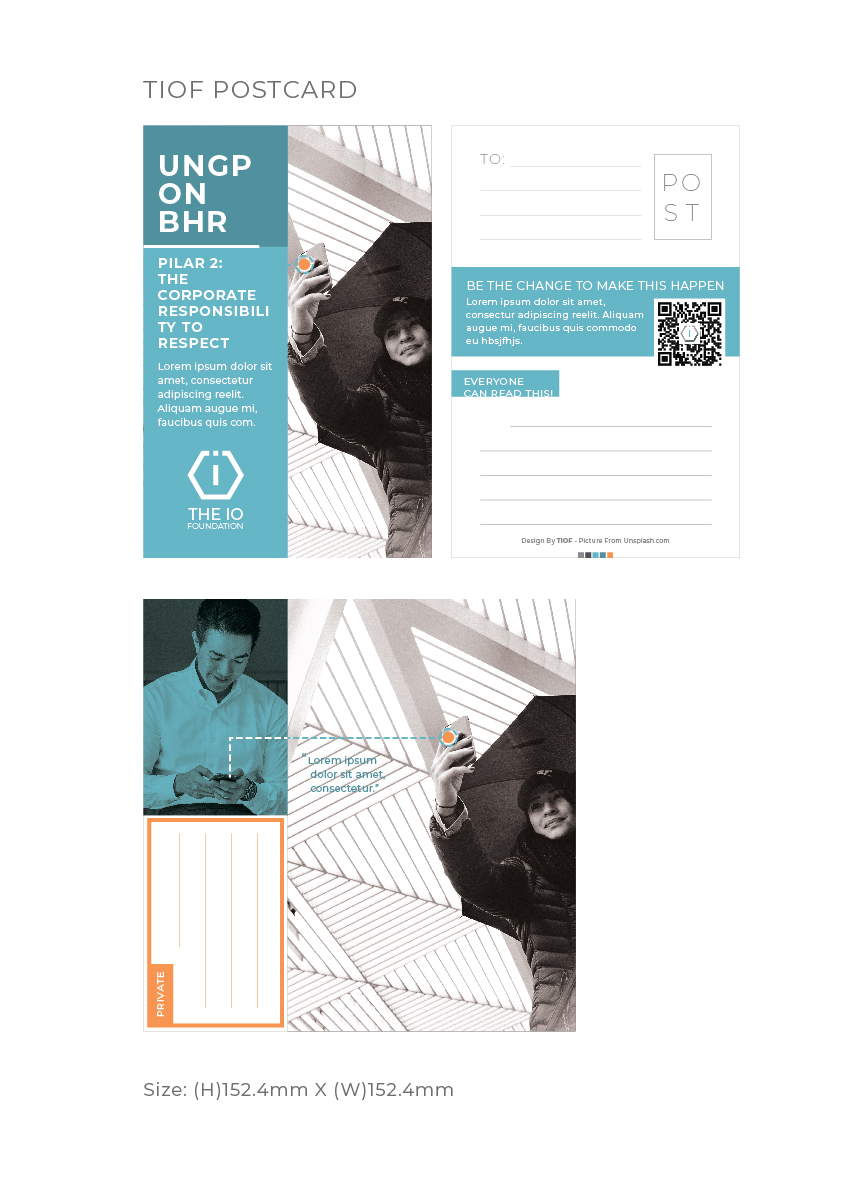 TIOF POSTCARD
UNGP
ON
BHR
PILAR 2:
THE
CORPORATE
RESPONSIBILI
TY TO
RESPECT
Lorem ipsum dolor sit
amet, consectetur
adipiscing reelit.
Aliquam augue mi,
faucibus quis com.
THE IO
FOUNDATION
TO:
PO
ST
BE THE CHANGE TO MAKE THIS HAPPEN
Lorem ipsum dolor sit amet,
consectur adipiscing reelit. Aliquam
augue mi, faucibus quis commodo
eu hbsjfhjs.
EVERYONE
CAN READ THIS!
Design By TIOF - Picture From Unsplash.com
“Lorem ipsum
dolor sit amet,
consectetur.”
PRIVATE
Size: (H)152.4mm X (W)152.4mm